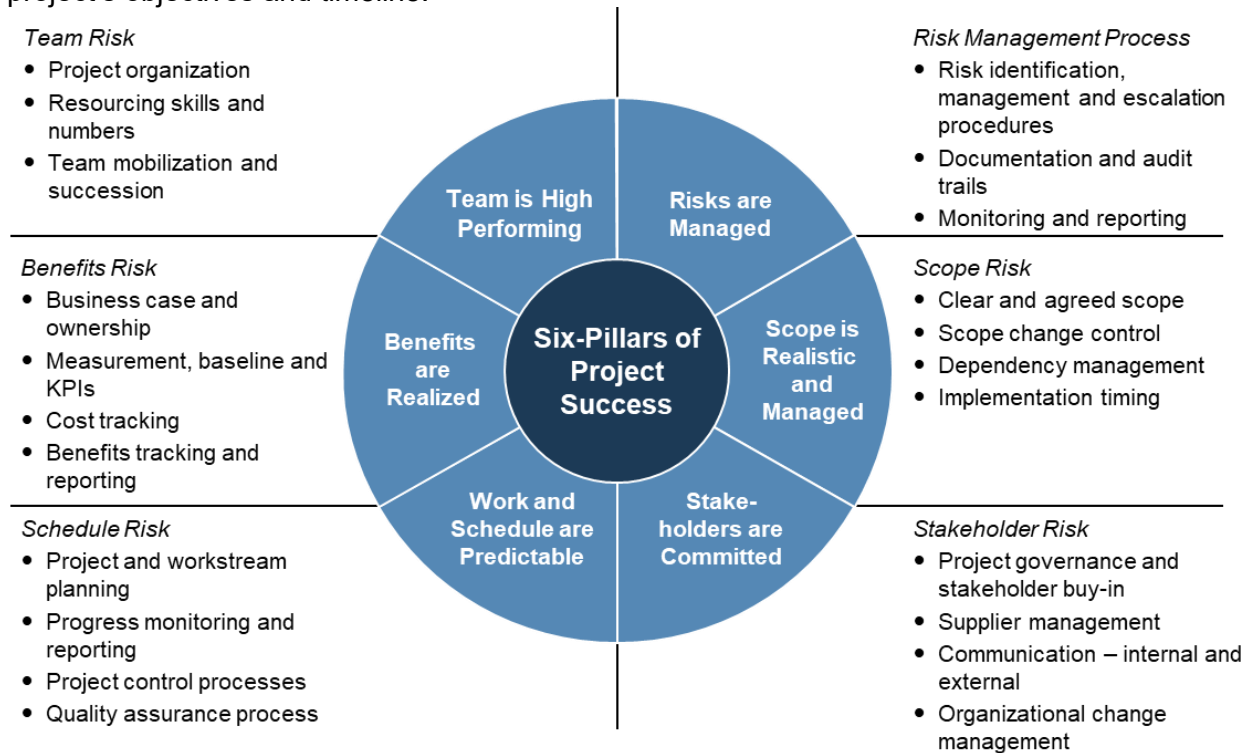 project's objectives and timeline.
Team Risk
• Project organization
• Resourcing skills and
numbers
• Team mobilization and
succession
Risk Management Process
• Risk identification,
management and escalation
procedures
• Documentation and audit
trails
• Monitoring and reporting
Team is High
Performing
Risks are
Managed
Benefits Risk
• Business case and
ownership
• Measurement, baseline and
KPIs
• Cost tracking
• Benefits tracking and
reporting
Benefits
are
Realized
Six-Pillars of
Project
Success
Scope is
Realistic
and
Managed
Scope Risk
• Clear and agreed scope
• Scope change control
• Dependency management
• Implementation timing
Work and
Schedule are
Predictable
Stake-
holders are
Committed
Schedule Risk
• Project and workstream
planning
• Progress monitoring and
reporting
• Project control processes
• Quality assurance process
Stakeholder Risk
• Project governance and
stakeholder buy-in
• Supplier management
• Communication – internal and
external
• Organizational change
management